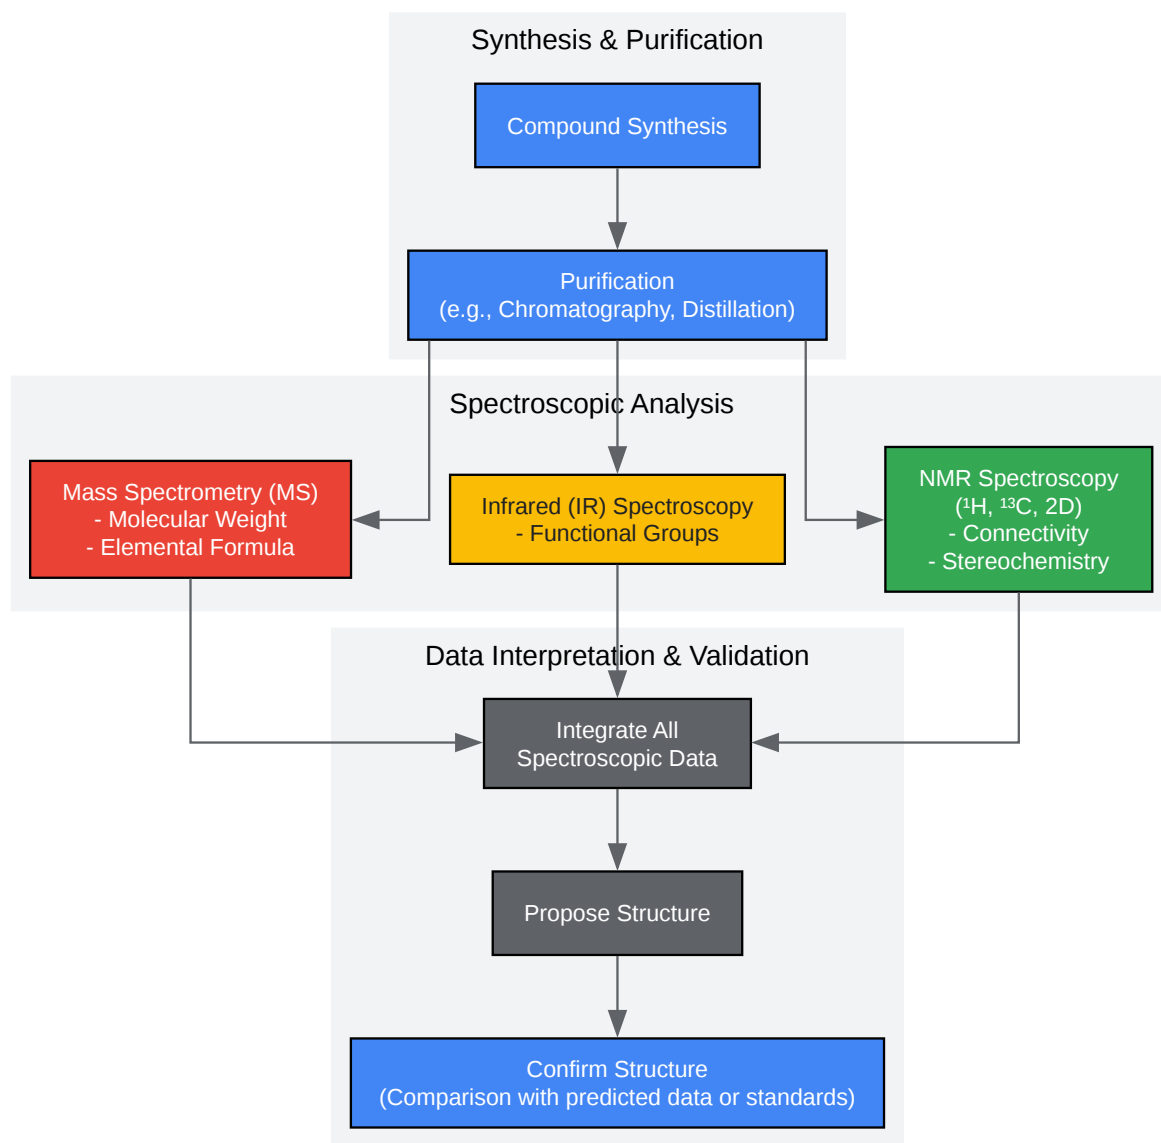 Synthesis & Purification
Compound Synthesis
Purification
(e.g., Chromatography, Distillation)
Spectroscopic Analysis
Mass Spectrometry (MS)
- Molecular Weight
- Elemental Formula
Infrared (IR) Spectroscopy
- Functional Groups
NMR Spectroscopy
(¹H, ¹³C, 2D)
- Connectivity
- Stereochemistry
Data Interpretation & Validation
Integrate All
Spectroscopic Data
Propose Structure
Confirm Structure
(Comparison with predicted data or standards)